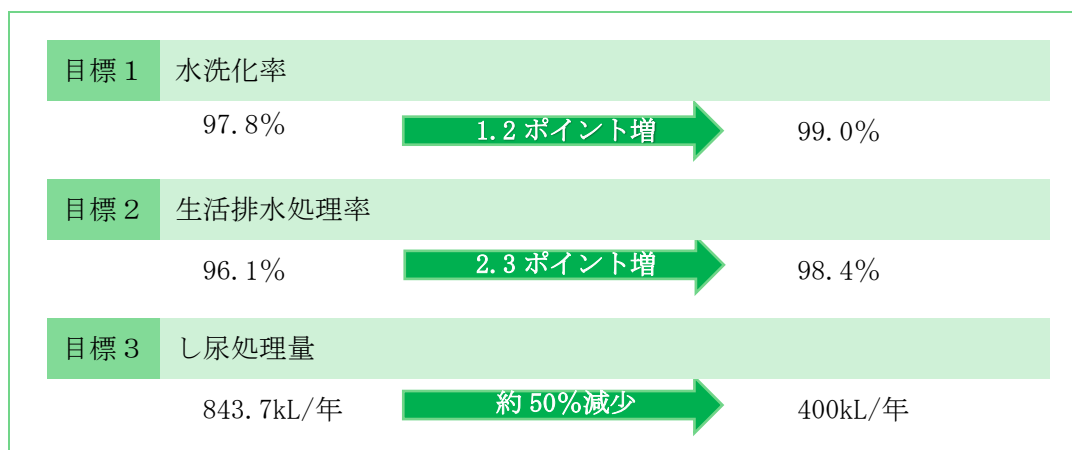 目標１ 水洗化率
97.8％ 1.2ポイント増 99.0％
目標２ 生活排水処理率
96.1％ 2.3ポイント増 98.4％
目標３ し尿処理量
843.7kL/年 約50％減少 400kL/年